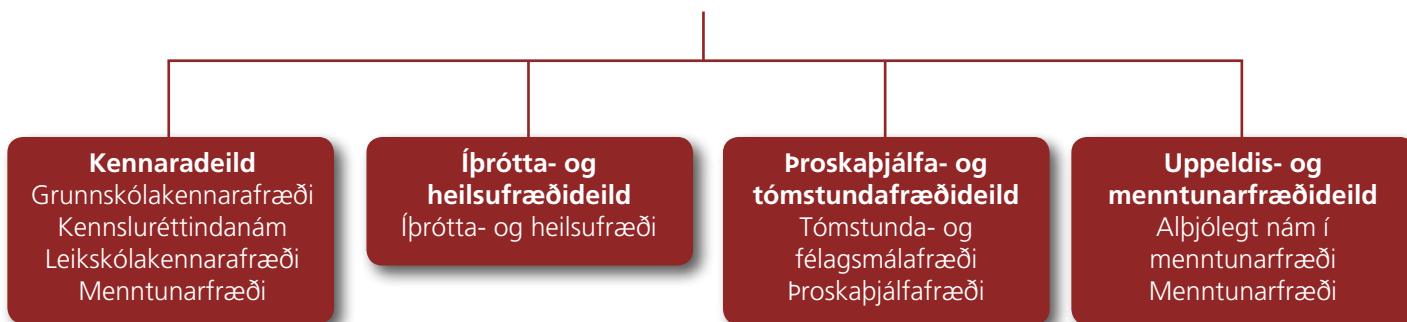 Kennaradeild
Grunnskólakennarafræði
Kennsluréttindanám
Leikskólakennarafræði
Menntunarfræði
Íþrótta- og
heilsufræðideild
Íþrótta- og heilsufræði
Þroskaþjálfa- og
tómstundafræðideild
Tómstunda- og
félagsmálafræði
Þroskaþjálfafræði
Uppeldis- og
menntunarfræðideild
Alþjólegt nám í
menntunarfræði
Menntunarfræði